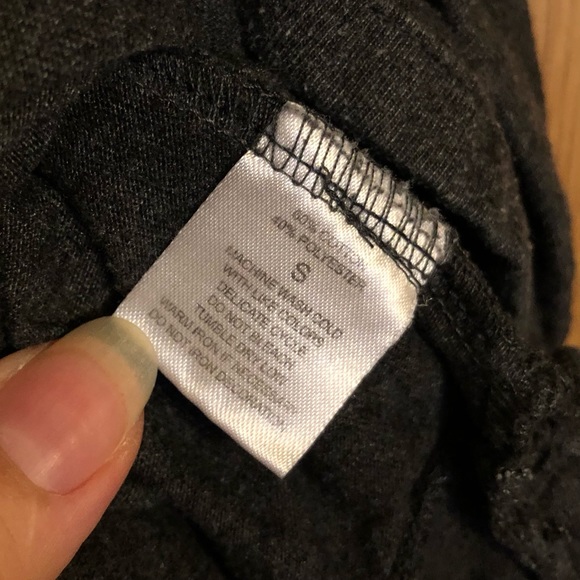 60% COTTON
40% POLYESTER
S
MACHINE WASH COLD
WITH LIKE COLORS
DELICATE CYCLE
DO NOT BLEACH
TUMBLE DRY LOW
WARM IRON IF NECESSARY
DO NOT IRON DECORATION